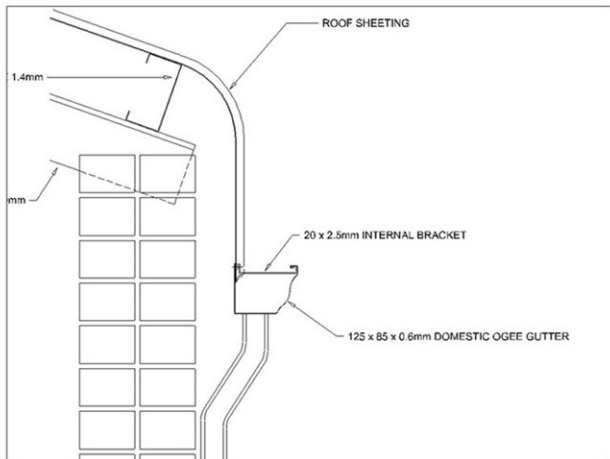 ROOF SHEETING
1.4mm
mm
20 x 2.5mm INTERNAL BRACKET
125 x 85 x 0.6mm DOMESTIC OGEE GUTTER